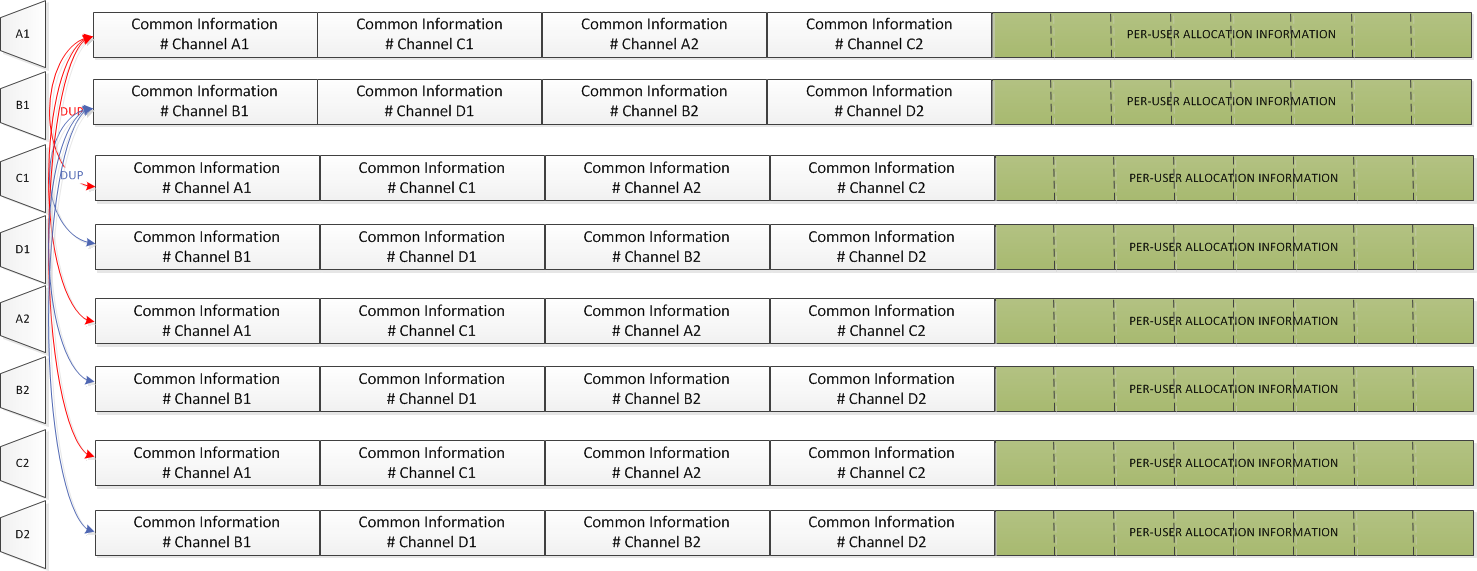 A1
Common Information Common Information Common Information Common Information
# Channel A1 # Channel C1 # Channel A2 # Channel C2
PER-USER ALLOCATION INFORMATION
B1
DUP
Common Information Common Information Common Information Common Information
# Channel B1 # Channel D1 # Channel B2 # Channel D2
PER-USER ALLOCATION INFORMATION
C1
DUP
Common Information Common Information Common Information Common Information
# Channel A1 # Channel C1 # Channel A2 # Channel C2
PER-USER ALLOCATION INFORMATION
D1
Common Information Common Information Common Information Common Information
# Channel B1 # Channel D1 # Channel B2 # Channel D2
PER-USER ALLOCATION INFORMATION
A2
Common Information Common Information Common Information Common Information
# Channel A1 # Channel C1 # Channel A2 # Channel C2
PER-USER ALLOCATION INFORMATION
B2
Common Information Common Information Common Information Common Information
# Channel B1 # Channel D1 # Channel B2 # Channel D2
PER-USER ALLOCATION INFORMATION
C2
Common Information Common Information Common Information Common Information
# Channel A1 # Channel C1 # Channel A2 # Channel C2
PER-USER ALLOCATION INFORMATION
D2
Common Information Common Information Common Information Common Information
# Channel B1 # Channel D1 # Channel B2 # Channel D2
PER-USER ALLOCATION INFORMATION